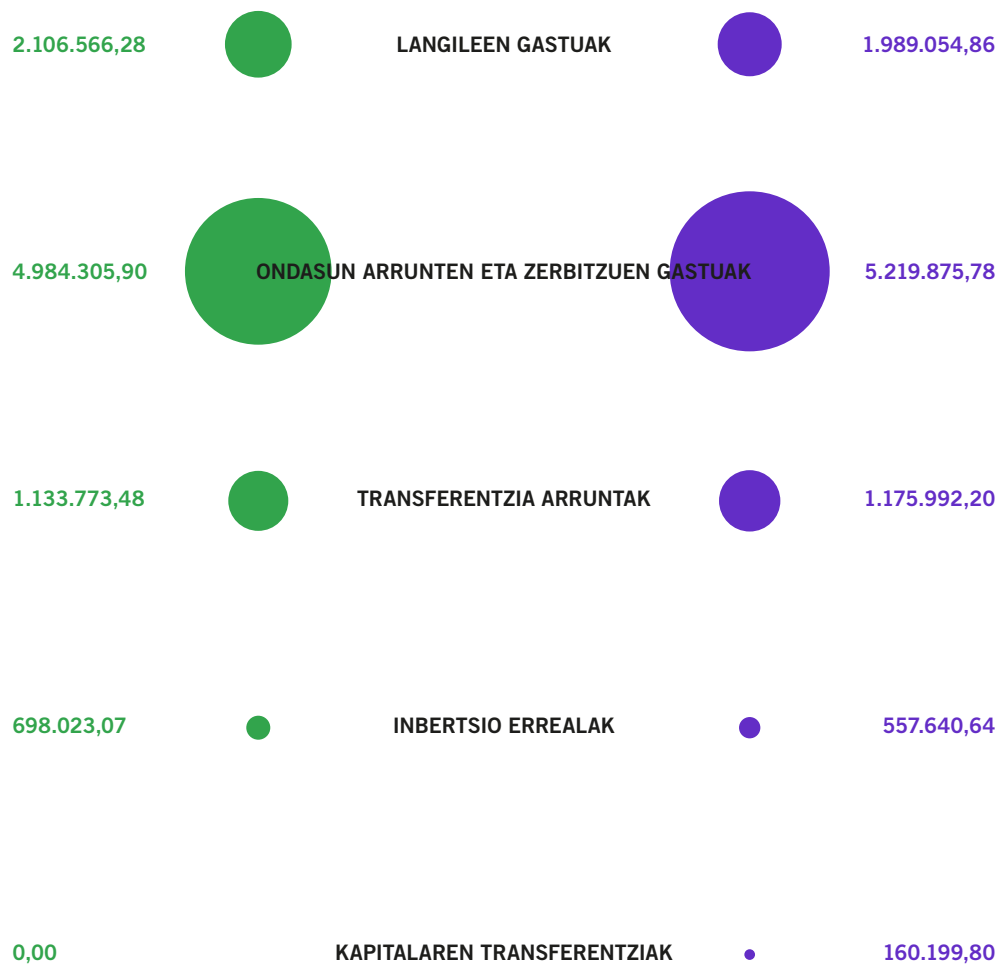 2.106.566,28 LANGILEEN GASTUAK 1.989.054,86
4.984.305,90 ONDASUN ARRUNTEN ETA ZERBITZUEN GASTUAK 5.219.875,78
1.133.773,48 TRANSFERENTZIA ARRUNTAK 1.175.992,20
698.023,07 INBERTSIO ERREALAK 557.640,64
0,00 KAPITALAREN TRANSFERENTZIAK 160.199,80